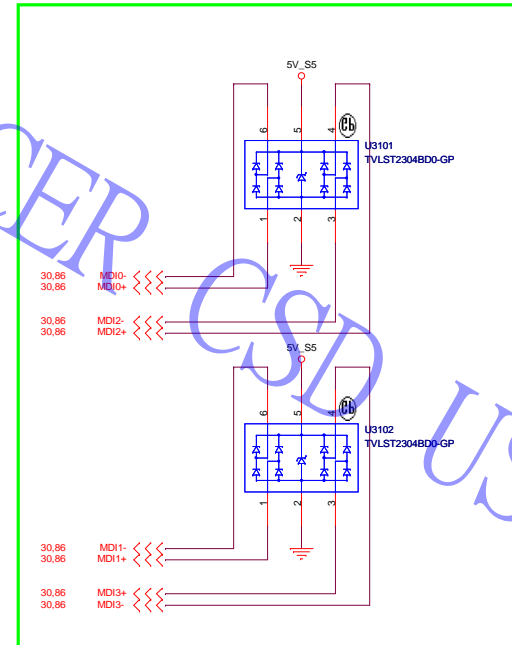 5V_S5
6
5
4
Cb
U3101
TVLST2304BD0-GP
1
2
3
30,86 MDI0-
30,86 MDI0+
30,86 MDI2-
30,86 MDI2+
5V_S5
6
5
4
Cb
U3102
TVLST2304BD0-GP
1
2
3
30,86 MDI1-
30,86 MDI1+
30,86 MDI3+
30,86 MDI3-
CER CSD US